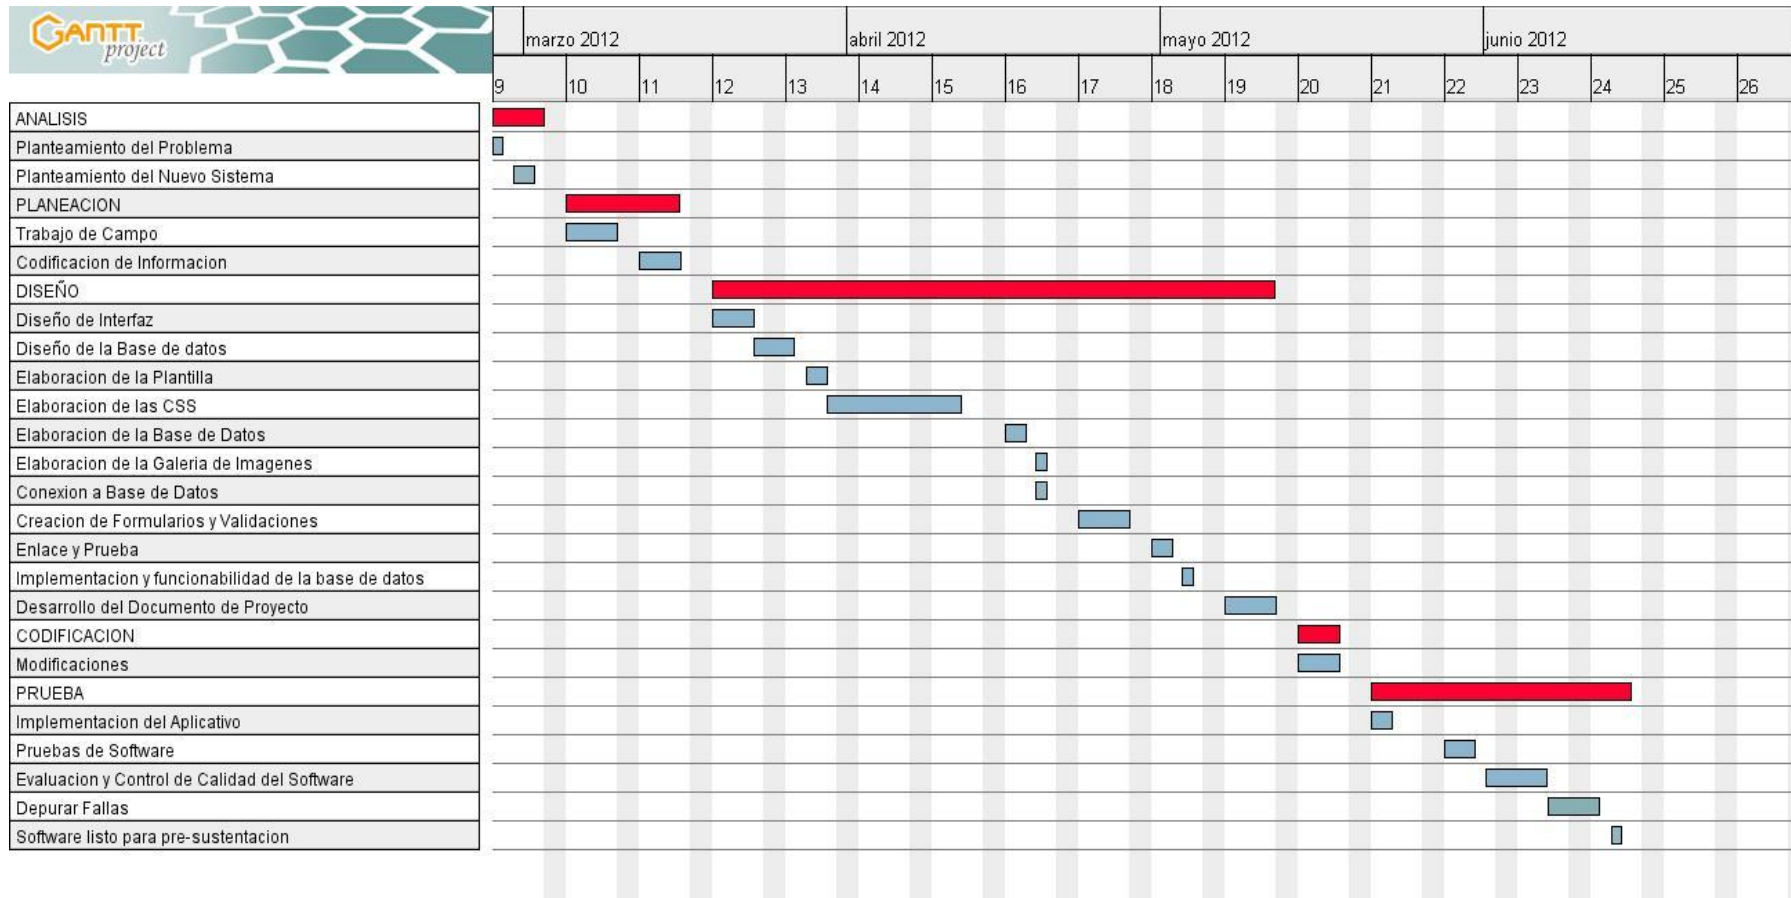 GANTT
project
marzo 2012 abril 2012 mayo 2012 junio 2012
9 10 11 12 13 14 15 16 17 18 19 20 21 22 23 24 25 26
ANALISIS
Planteamiento del Problema
Planteamiento del Nuevo Sistema
PLANEACION
Trabajo de Campo
Codificacion de Informacion
DISEÑO
Diseño de Interfaz
Diseño de la Base de datos
Elaboracion de la Plantilla
Elaboracion de las CSS
Elaboracion de la Base de Datos
Elaboracion de la Galeria de Imagenes
Conexion a Base de Datos
Creacion de Formularios y Validaciones
Enlace y Prueba
Implementacion y funcionabilidad de la base de datos
Desarrollo del Documento de Proyecto
CODIFICACION
Modificaciones
PRUEBA
Implementacion del Aplicativo
Pruebas de Software
Evaluacion y Control de Calidad del Software
Depurar Fallas
Software listo para pre-sustentacion